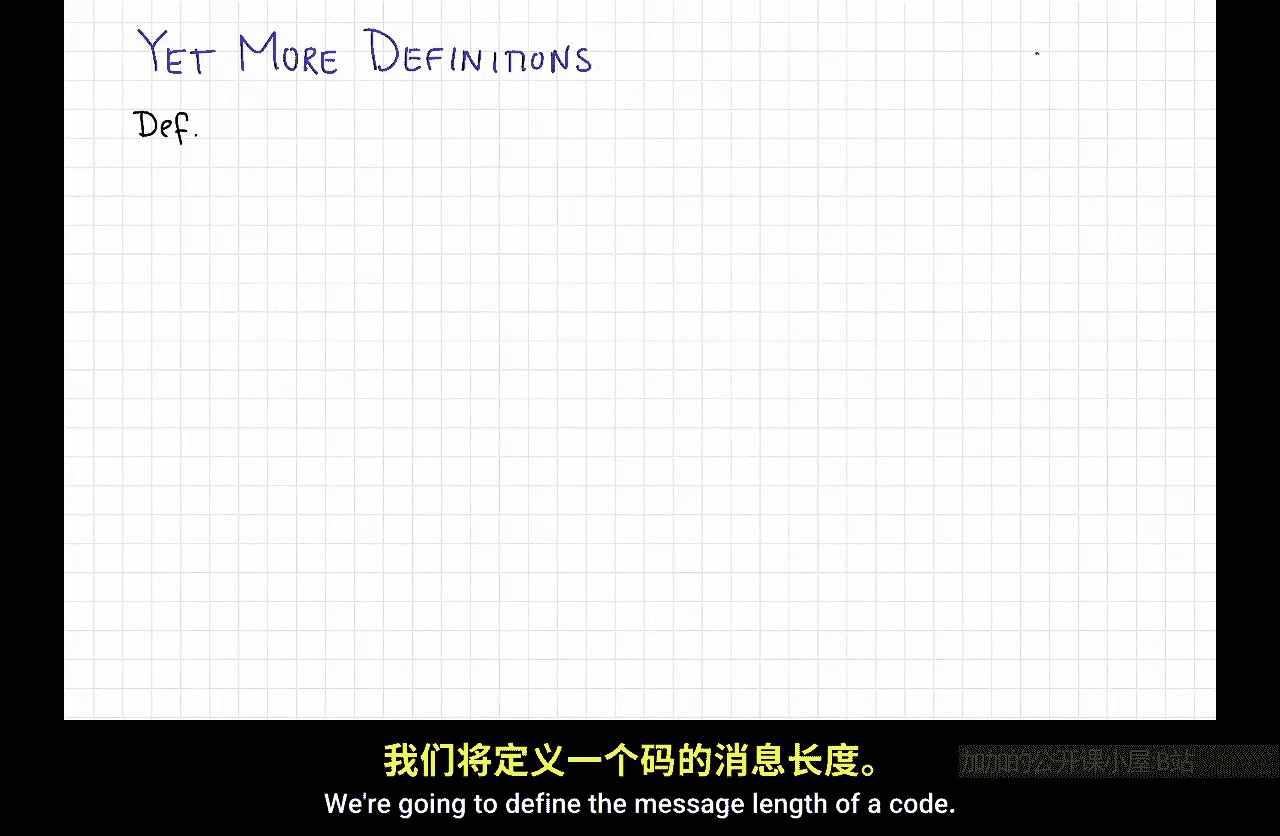 YET MORE DEFINITIONS
Def.
我们将定义一个码的消息长度。
加加的公开课小屋 B站
We're going to define the message length of a code.